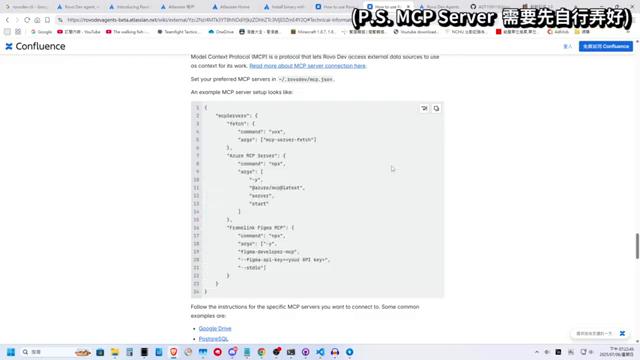 (P.S. MCP Server 需要先自行弄好)
Confluence
登入
Model Context Protocol (MCP) is a protocol that lets Rovo Dev access external data sources to use
as context for its work. Read more about MCP server connection here.
Set your preferred MCP servers in ~/.rovodev/mcp.json.
An example MCP server setup looks like:
1 {
2 "mcpServers": {
3 "fetch": {
4 "command": "uvx",
5 "args": ["mcp-server-fetch"]
6 },
7 "Azure MCP Server": {
8 "command": "npx",
9 "args": [
10 "-y",
11 "@azure/mcp@latest",
12 "server",
13 "start"
14 ]
15 },
16 "Framelink Figma MCP": {
17 "command": "npx",
18 "args": ["-y",
19 "figma-developer-mcp",
20 "--figma-api-key=<your API key>",
21 "--stdio"]
22 }
23 }
24 }
Follow the instructions for the specific MCP servers you want to connect to. Some common
examples are:
Google Drive
PostgreSQL
搜尋
2025/07/06